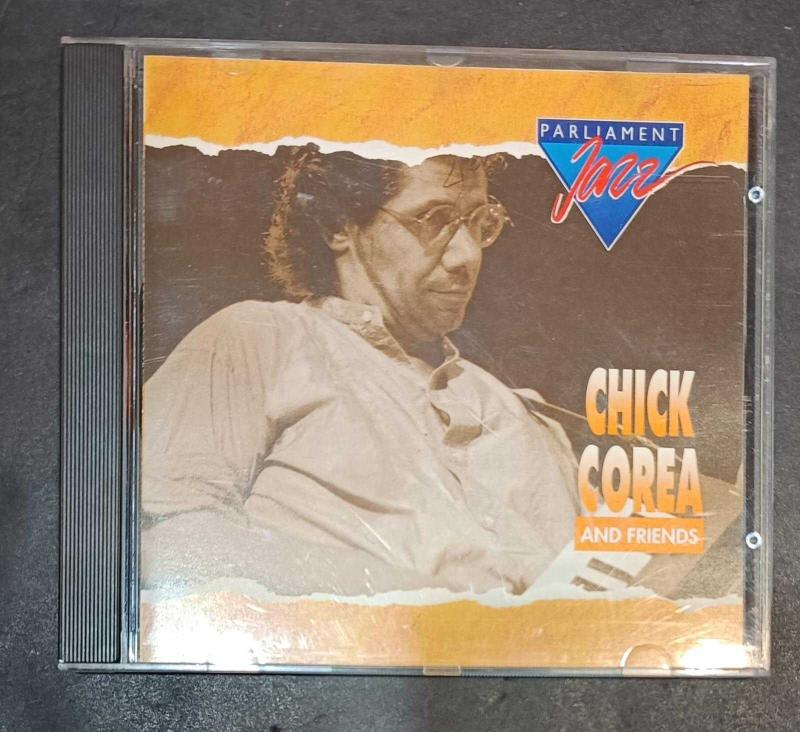 PARLIAMENT
Jazz
CHICK
COREA
AND FRIENDS